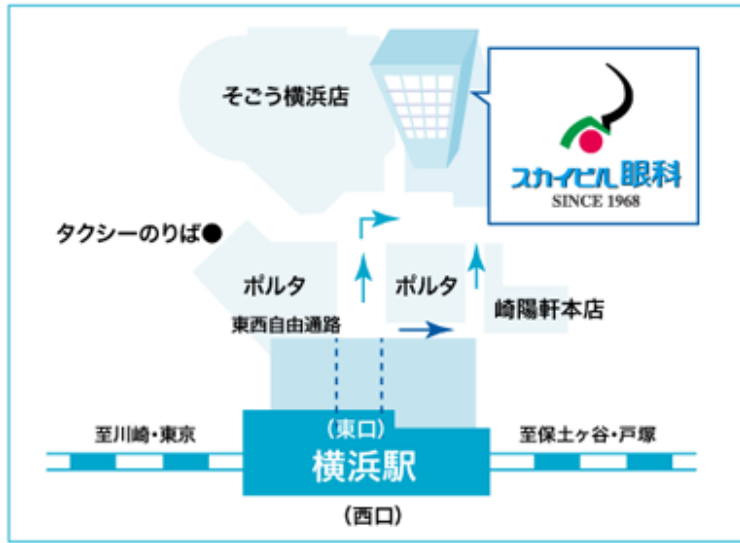 そごう横浜店
スカイビル眼科
SINCE 1968
タクシーのりば●
ポルタ
ポルタ
東西自由通路
崎陽軒本店
至川崎・東京
(東口)
横浜駅
至保土ヶ谷・戸塚
(西口)